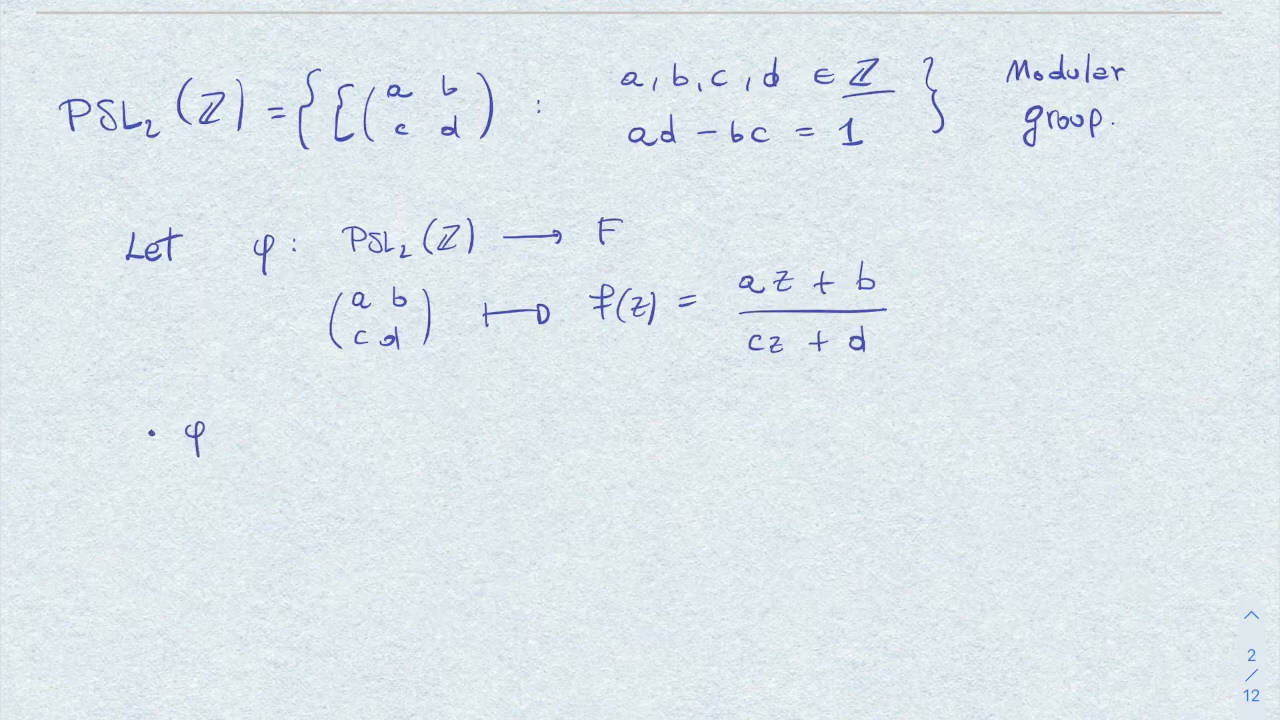 PSL₂(ℤ) = { [ ( a b c d ) : a, b, c, d ∈ ℤ ad - bc = 1 } Modular group.
Let φ : PSL₂(ℤ) ⟶ F
( a b c d ) ⟼ f(z) = az + b / cz + d
• φ
2 / 12